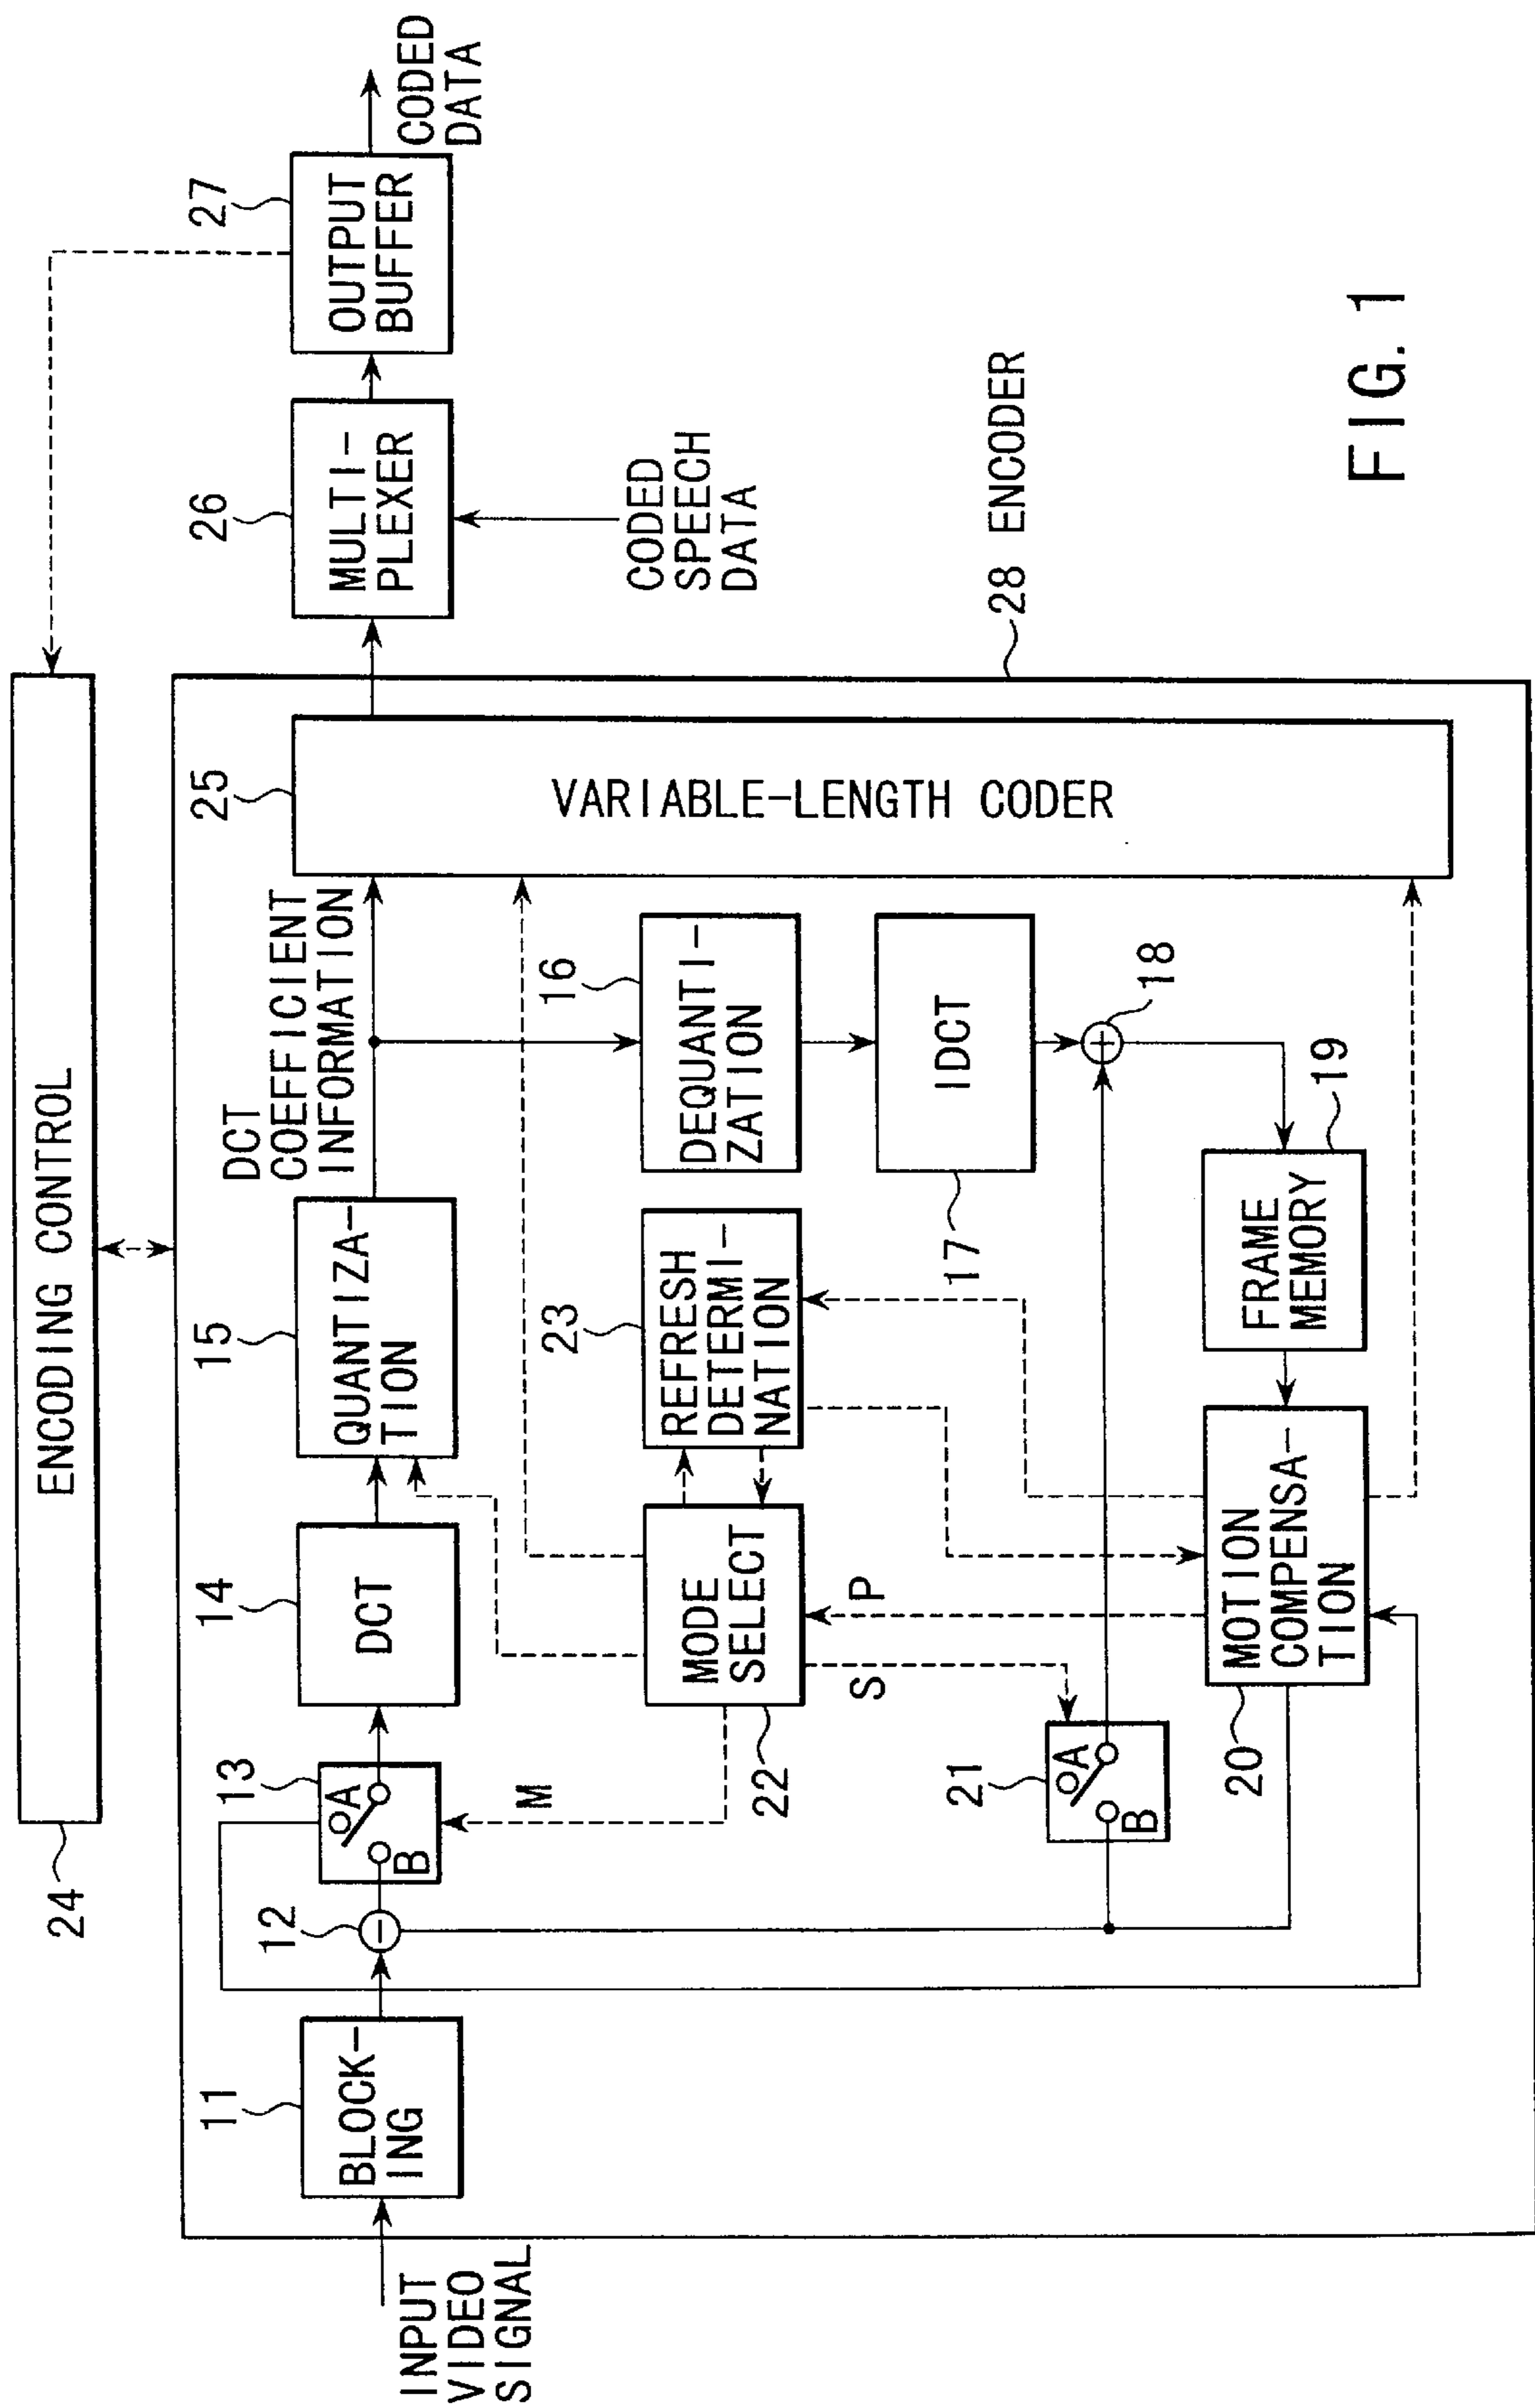 24
ENCODING CONTROL
11
BLOCK-
ING
INPUT
VIDEO
SIGNAL
12
13
A
B
14
DCT
15
QUANTIZA-
TION
DCT
COEFFICIENT
INFORMATION
25
VARIABLE-LENGTH CODER
26
MULTI-
PLEXER
CODED
SPEECH
DATA
27
OUTPUT
BUFFER
CODED
DATA
M
22
MODE
SELECT
23
REFRESH
DETERMI-
NATION
16
DEQUANTI-
ZATION
17
IDCT
18
S
P
21
A
B
20
MOTION
COMPENSA-
TION
19
FRAME
MEMORY
28 ENCODER
FIG. 1